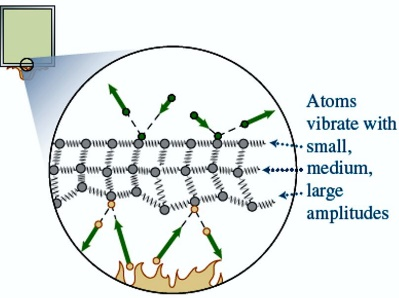 Atoms
vibrate with
small,
medium,
large
amplitudes